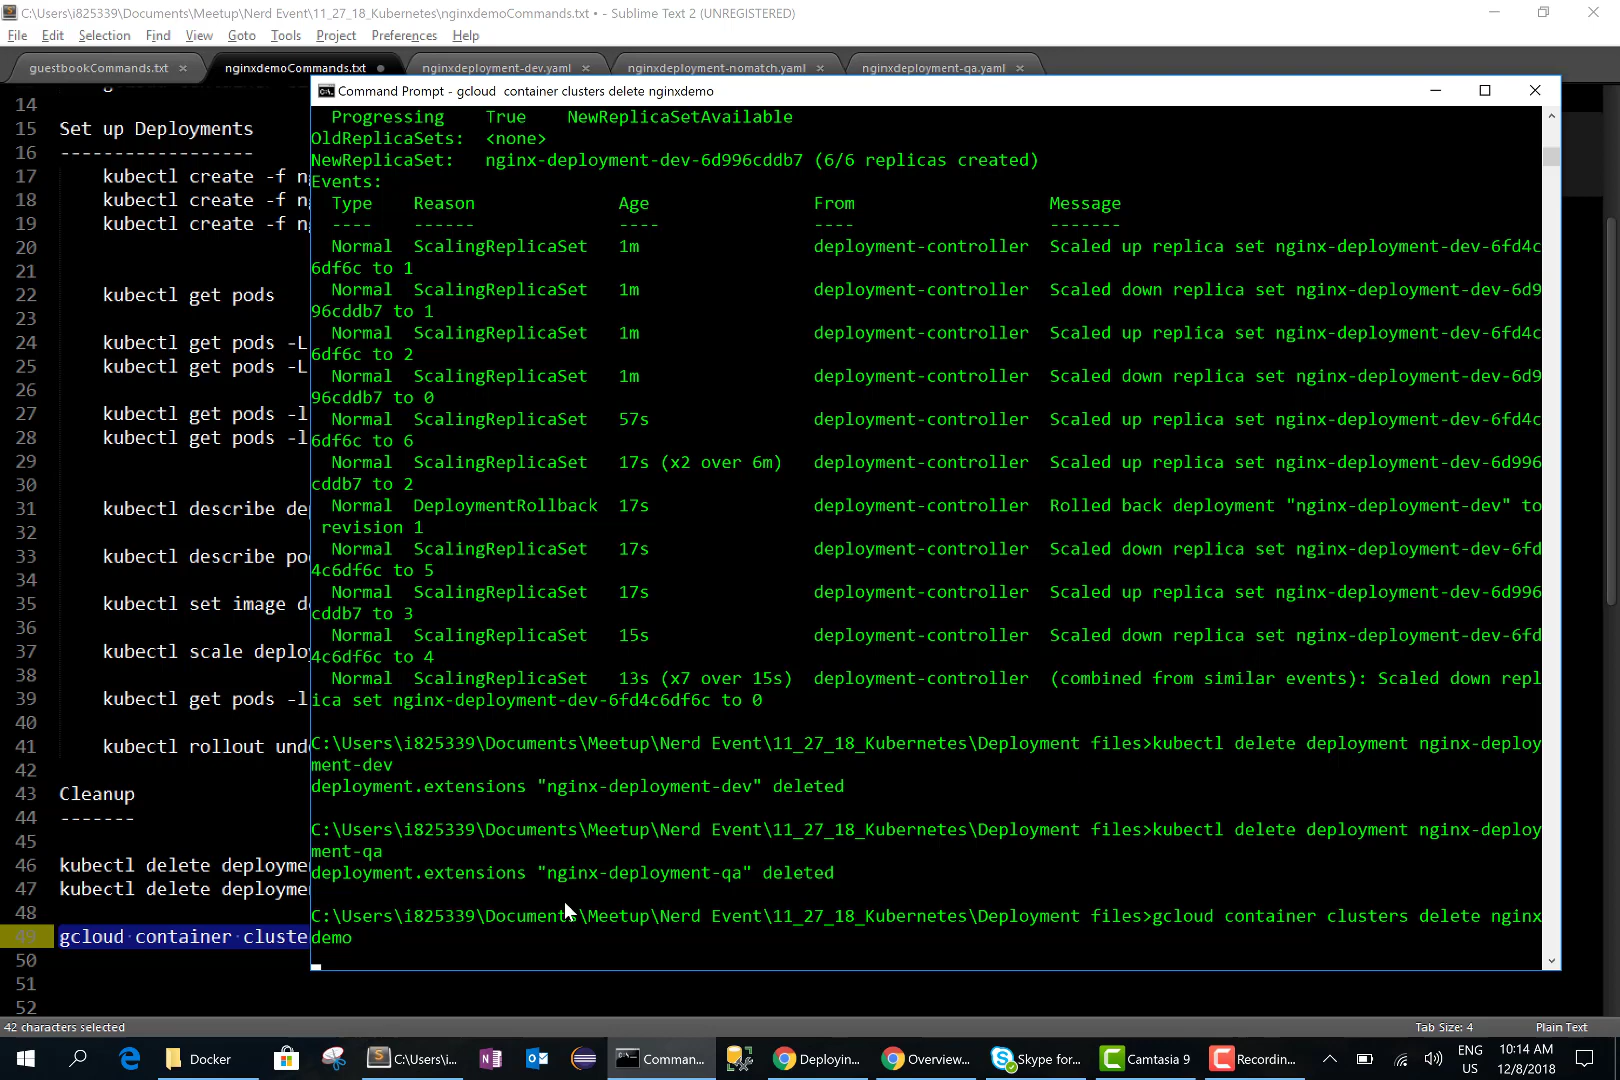 C:\Users\i825339\Documents\Meetup\Nerd Event\11_27_18_Kubernetes\nginxdemoCommands.txt • - Sublime Text 2 (UNREGISTERED)
File Edit Selection Find View Goto Tools Project Preferences Help
guestbookCommands.txt × nginxdemoCommands.txt nginxdeployment-dev.yaml × nginxdeployment-nomatch.yaml × nginxdeployment-qa.yaml ×
Command Prompt - gcloud  container clusters delete nginxdemo
14
15 Set up Deployments
16 ------------------
17 kubectl create -f n
18 kubectl create -f n
19 kubectl create -f n
20
21
22 kubectl get pods
23
24 kubectl get pods -L
25 kubectl get pods -L
26
27 kubectl get pods -l
28 kubectl get pods -l
29
30
31 kubectl describe de
32
33 kubectl describe po
34
35 kubectl set image d
36
37 kubectl scale deplo
38
39 kubectl get pods -l
40
41 kubectl rollout und
42
43 Cleanup
44 -------
45
46 kubectl delete deployme
47 kubectl delete deployme
48
49 gcloud container cluste
50
51
52
Progressing True NewReplicaSetAvailable
OldReplicaSets: <none>
NewReplicaSet: nginx-deployment-dev-6d996cddb7 (6/6 replicas created)
Events:
Type Reason Age From Message
---- ------ ---- ---- -------
Normal ScalingReplicaSet 1m deployment-controller Scaled up replica set nginx-deployment-dev-6fd4c
6df6c to 1
Normal ScalingReplicaSet 1m deployment-controller Scaled down replica set nginx-deployment-dev-6d9
96cddb7 to 1
Normal ScalingReplicaSet 1m deployment-controller Scaled up replica set nginx-deployment-dev-6fd4c
6df6c to 2
Normal ScalingReplicaSet 1m deployment-controller Scaled down replica set nginx-deployment-dev-6d9
96cddb7 to 0
Normal ScalingReplicaSet 57s deployment-controller Scaled up replica set nginx-deployment-dev-6fd4c
6df6c to 6
Normal ScalingReplicaSet 17s (x2 over 6m) deployment-controller Scaled up replica set nginx-deployment-dev-6d996
cddb7 to 2
Normal DeploymentRollback 17s deployment-controller Rolled back deployment "nginx-deployment-dev" to
revision 1
Normal ScalingReplicaSet 17s deployment-controller Scaled down replica set nginx-deployment-dev-6fd
4c6df6c to 5
Normal ScalingReplicaSet 17s deployment-controller Scaled up replica set nginx-deployment-dev-6d996
cddb7 to 3
Normal ScalingReplicaSet 15s deployment-controller Scaled down replica set nginx-deployment-dev-6fd
4c6df6c to 4
Normal ScalingReplicaSet 13s (x7 over 15s) deployment-controller (combined from similar events): Scaled down repl
ica set nginx-deployment-dev-6fd4c6df6c to 0
C:\Users\i825339\Documents\Meetup\Nerd Event\11_27_18_Kubernetes\Deployment files>kubectl delete deployment nginx-deploy
ment-dev
deployment.extensions "nginx-deployment-dev" deleted
C:\Users\i825339\Documents\Meetup\Nerd Event\11_27_18_Kubernetes\Deployment files>kubectl delete deployment nginx-deploy
ment-qa
deployment.extensions "nginx-deployment-qa" deleted
C:\Users\i825339\Documents\Meetup\Nerd Event\11_27_18_Kubernetes\Deployment files>gcloud container clusters delete nginx
demo
42 characters selected Tab Size: 4 Plain Text
Docker C:\Users\i... Comman... Deployin... Overview... Skype for... Camtasia 9 Recordin... ENG 10:14 AM
US 12/8/2018